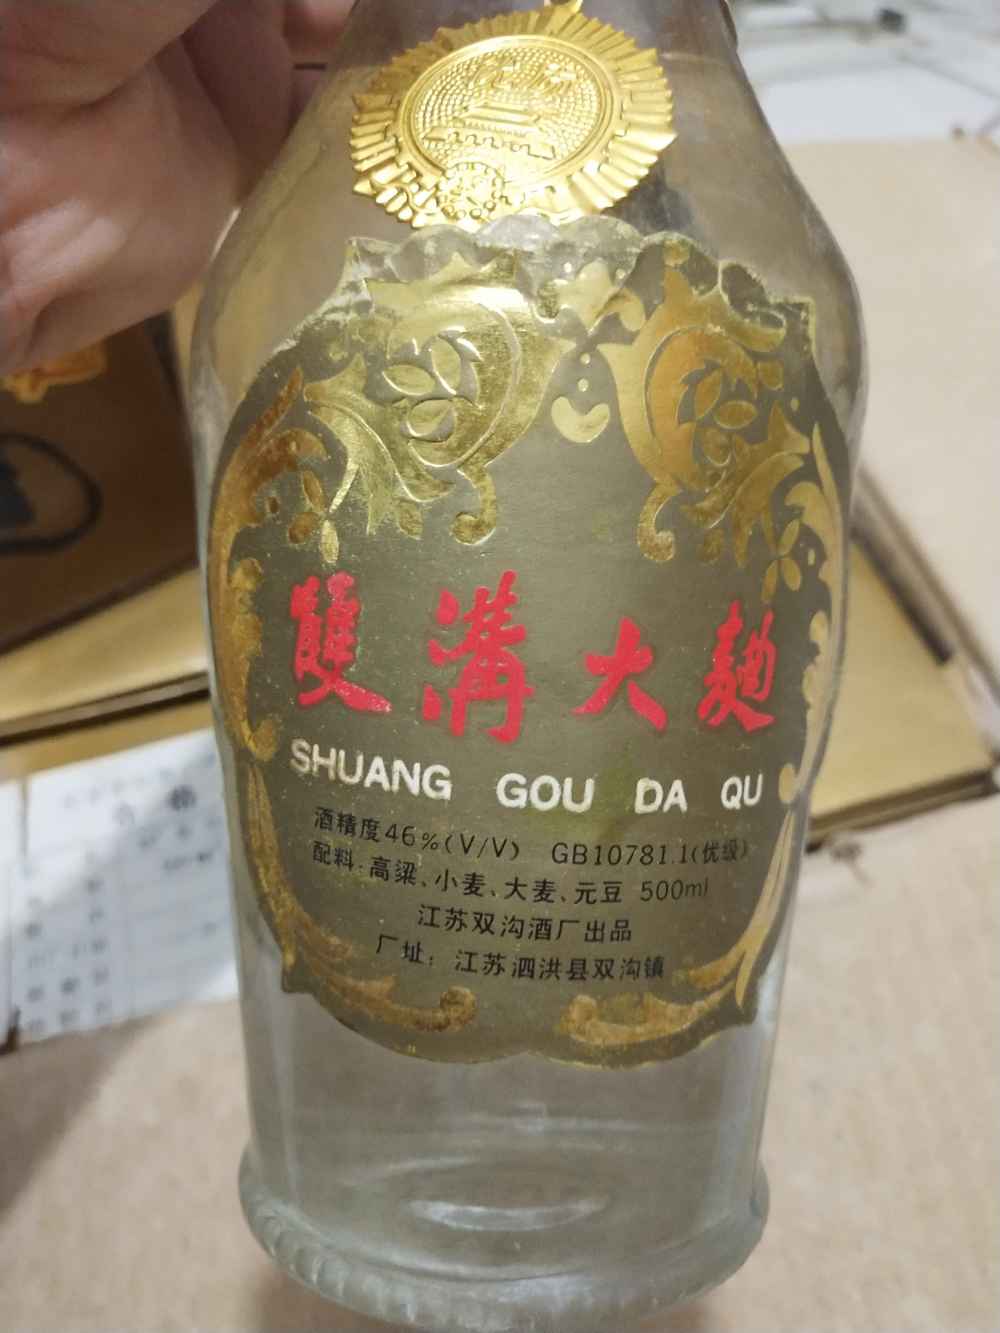 雙溝大麯
SHUANG GOU DA QU
酒精度46%(V/V) GB10781.1(优级)
配料:高粱、小麦、大麦、元豆 500ml
江苏双沟酒厂出品
厂址:江苏泗洪县双沟镇